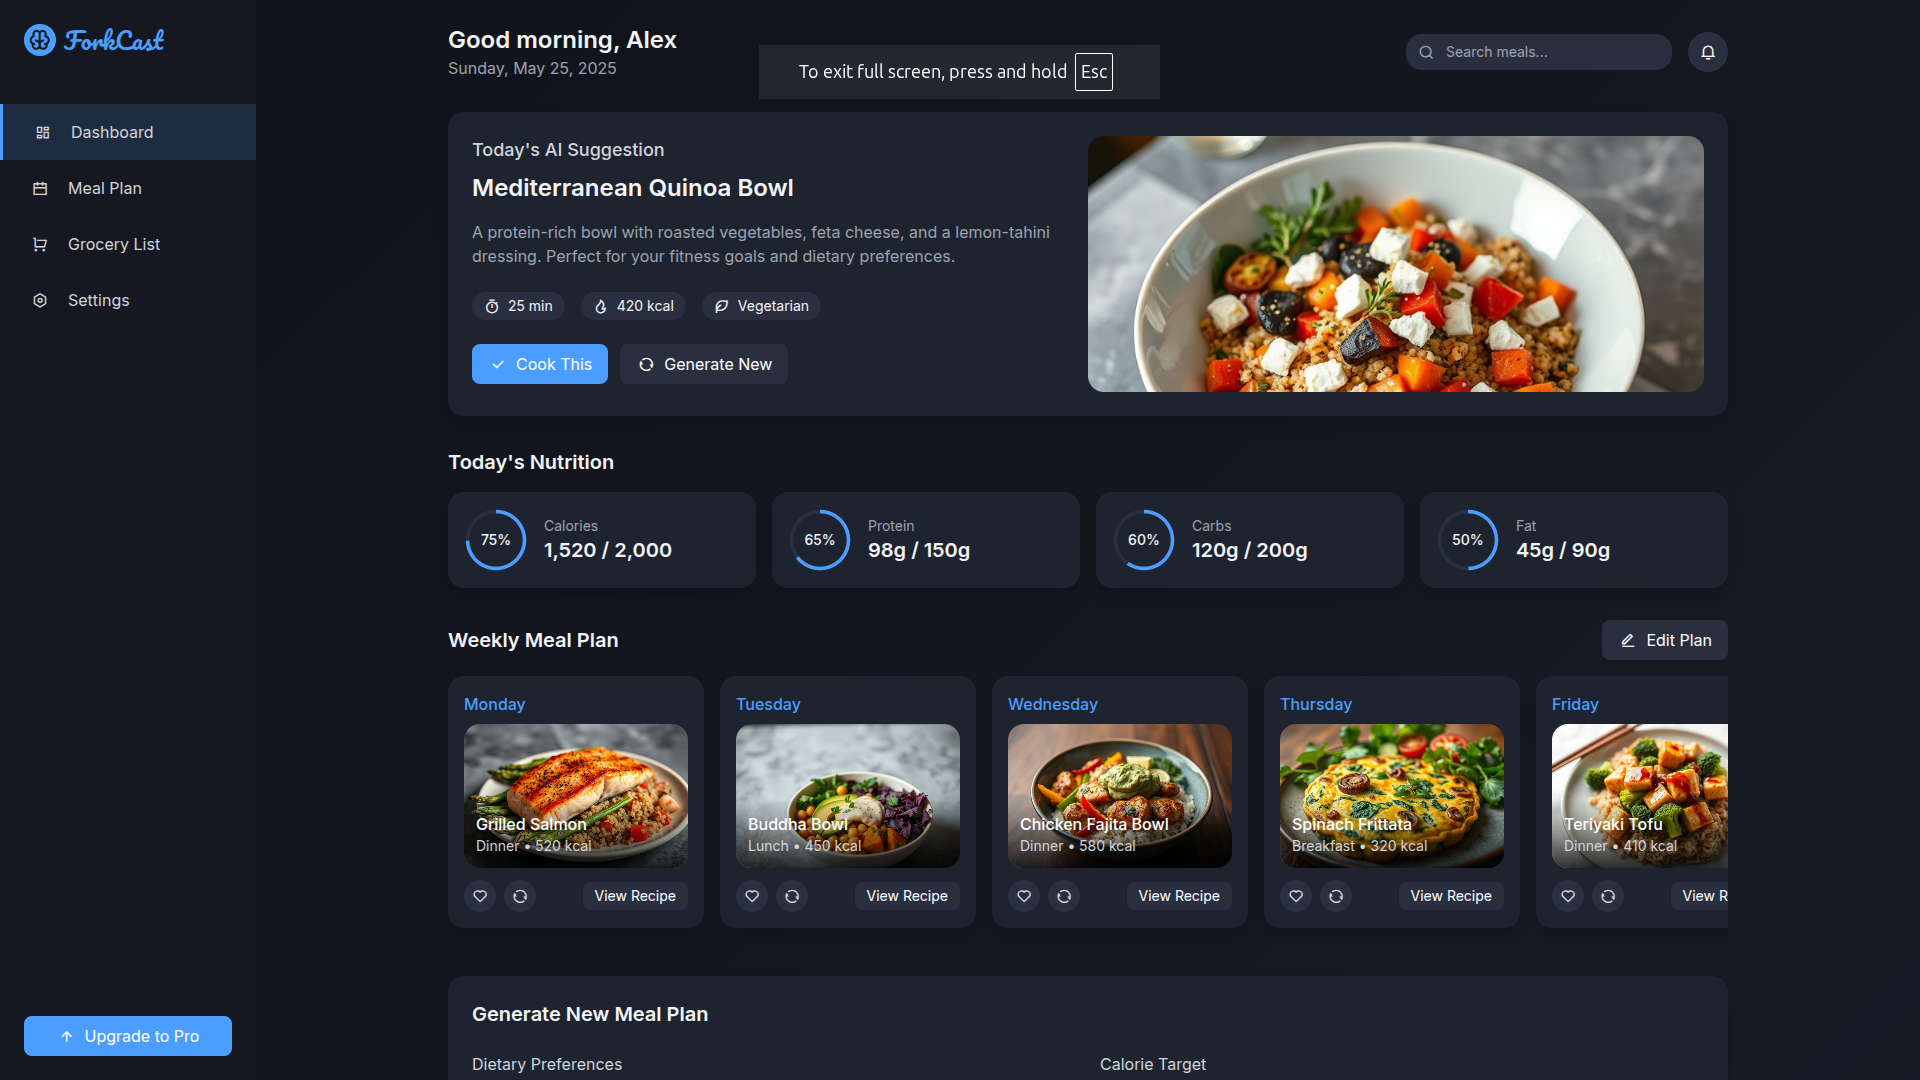 ForkCast
Dashboard
Meal Plan
Grocery List
Settings
Upgrade to Pro
Good morning, Alex
Sunday, May 25, 2025
To exit full screen, press and hold Esc
Search meals...
Today's AI Suggestion
Mediterranean Quinoa Bowl
A protein-rich bowl with roasted vegetables, feta cheese, and a lemon-tahini
dressing. Perfect for your fitness goals and dietary preferences.
25 min
420 kcal
Vegetarian
Cook This
Generate New
Today's Nutrition
75%
Calories
1,520 / 2,000
65%
Protein
98g / 150g
60%
Carbs
120g / 200g
50%
Fat
45g / 90g
Weekly Meal Plan
Edit Plan
Monday
Grilled Salmon
Dinner • 520 kcal
View Recipe
Tuesday
Buddha Bowl
Lunch • 450 kcal
View Recipe
Wednesday
Chicken Fajita Bowl
Dinner • 580 kcal
View Recipe
Thursday
Spinach Frittata
Breakfast • 320 kcal
View Recipe
Friday
Teriyaki Tofu
Dinner • 410 kcal
View R
Generate New Meal Plan
Dietary Preferences
Calorie Target